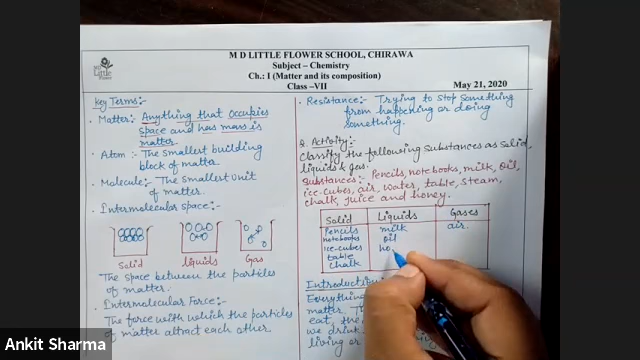 M D LITTLE FLOWER SCHOOL, CHIRAWA
Subject – Chemistry
Ch.: I (Matter and its composition)
Class –VII
May 21, 2020
Key Terms:-
• Matter:- Anything that occupies
space and has mass is
matter.
• Atom :- The smallest building
block of matter.
• Molecule:- The smallest unit
of matter.
• Intermolecular space:-
Solid liquids Gas
The space between the particles
of matter.
• Intermolecular Force:-
The force with which the particles
of matter attract each other
• Resistance:- Trying to stop something
from happening or doing
something.
Q. Activity:-
Classify the following Substances as Solid,
liquids & gas.
Substances:- Pencils, notebooks, milk, Oil,
ice-cubes, air, water, table, steam,
chalk, Juice and honey.
Solid Liquids Gases
Pencils milk air.
notebooks oil
ice-cubes ho
table
chalk
Introducti
Everything
matter. T
eat, the
we drink
living or
Ankit Sharma